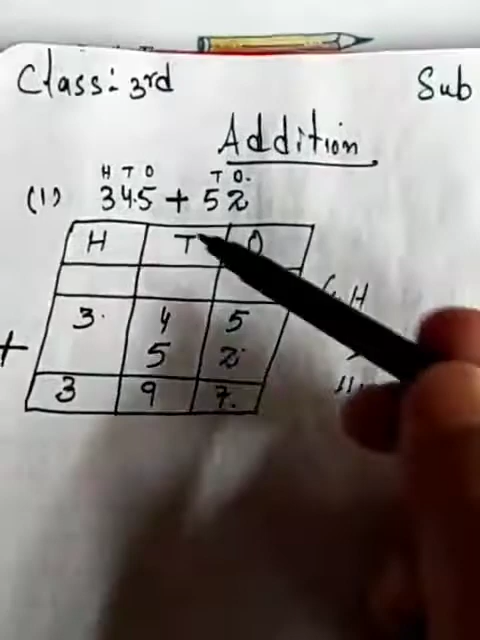 Class:- 3rd Sub
Addition
H T O T O.
(1) 345 + 52
H T O
3 4 5
+ 5 2
3 9 7